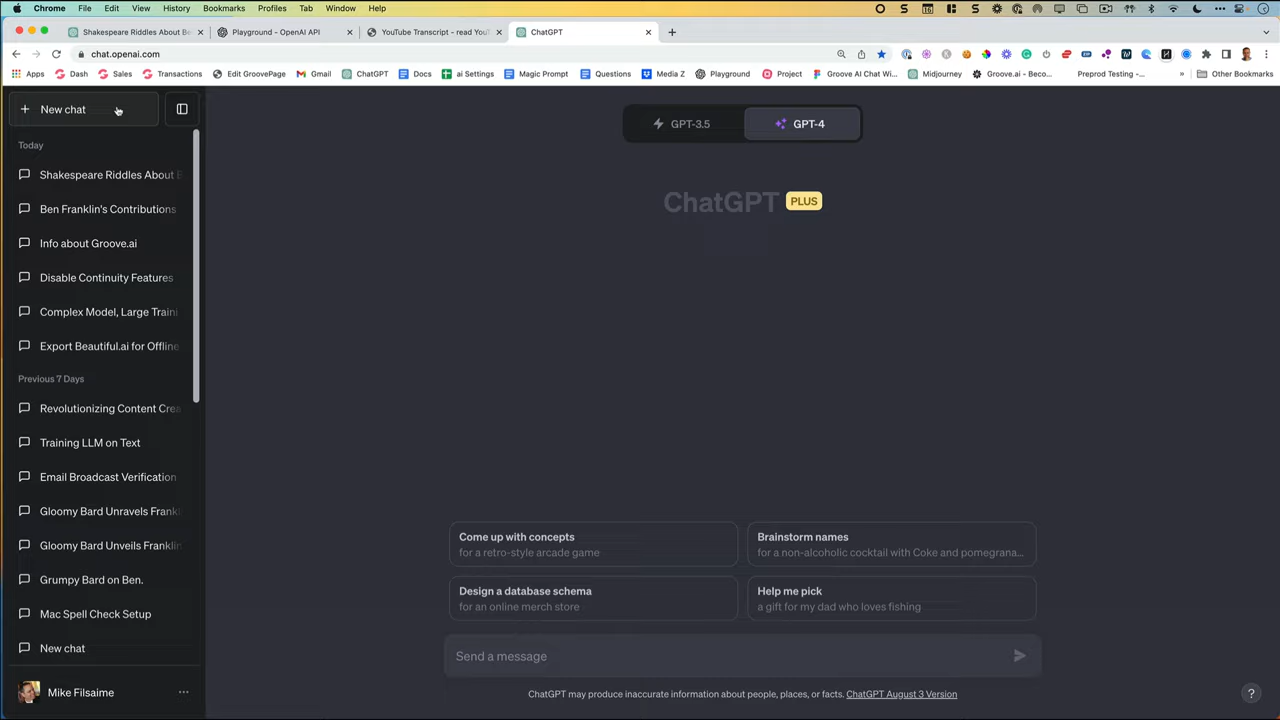 Chrome File Edit View History Bookmarks Profiles Tab Window Help
Shakespeare Riddles About Be
Playground - OpenAI API
YouTube Transcript - read YouT
ChatGPT
chat.openai.com
Apps Dash Sales Transactions Edit GroovePage Gmail ChatGPT Docs ai Settings Magic Prompt Questions Media Z Playground Project Groove AI Chat Wi... Midjourney Groove.ai - Beco... Preprod Testing -... » Other Bookmarks
New chat
GPT-3.5
GPT-4
Today
Shakespeare Riddles About B
ChatGPT PLUS
Ben Franklin's Contributions
Info about Groove.ai
Disable Continuity Features
Complex Model, Large Traini
Export Beautiful.ai for Offline
Previous 7 Days
Revolutionizing Content Crea
Training LLM on Text
Email Broadcast Verification
Gloomy Bard Unravels Frankl
Gloomy Bard Unveils Franklin
Grumpy Bard on Ben.
Mac Spell Check Setup
New chat
Mike Filsaime
Come up with concepts
for a retro-style arcade game
Brainstorm names
for a non-alcoholic cocktail with Coke and pomegrana...
Design a database schema
for an online merch store
Help me pick
a gift for my dad who loves fishing
Send a message
ChatGPT may produce inaccurate information about people, places, or facts. ChatGPT August 3 Version
?